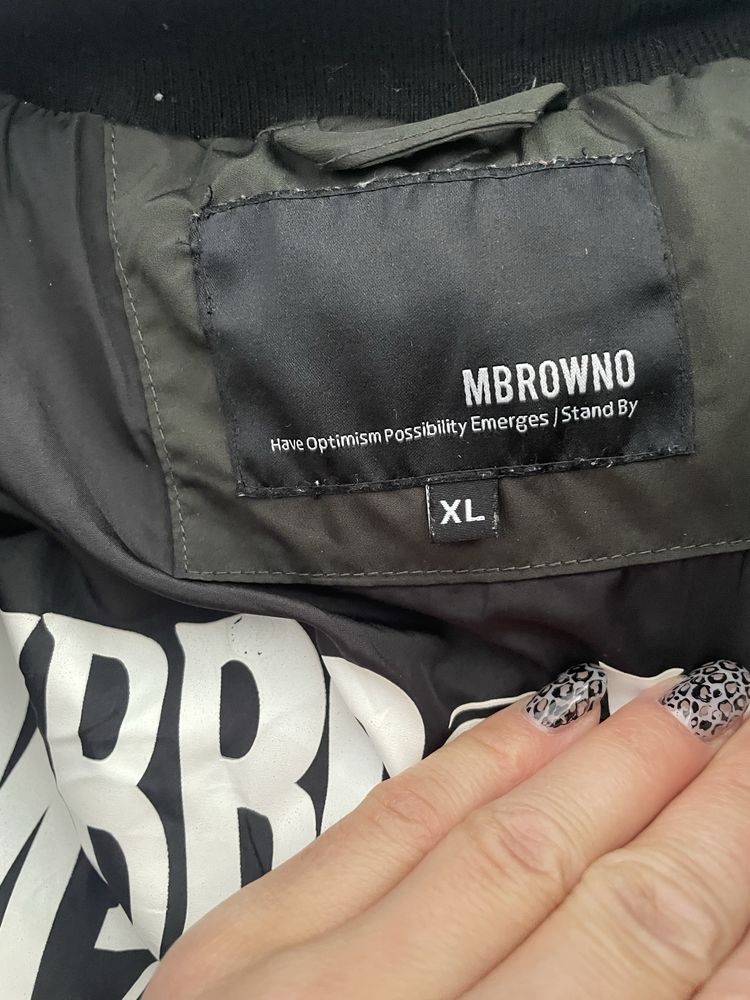 MBROWNO
Have Optimism Possibility Emerges / Stand By
XL